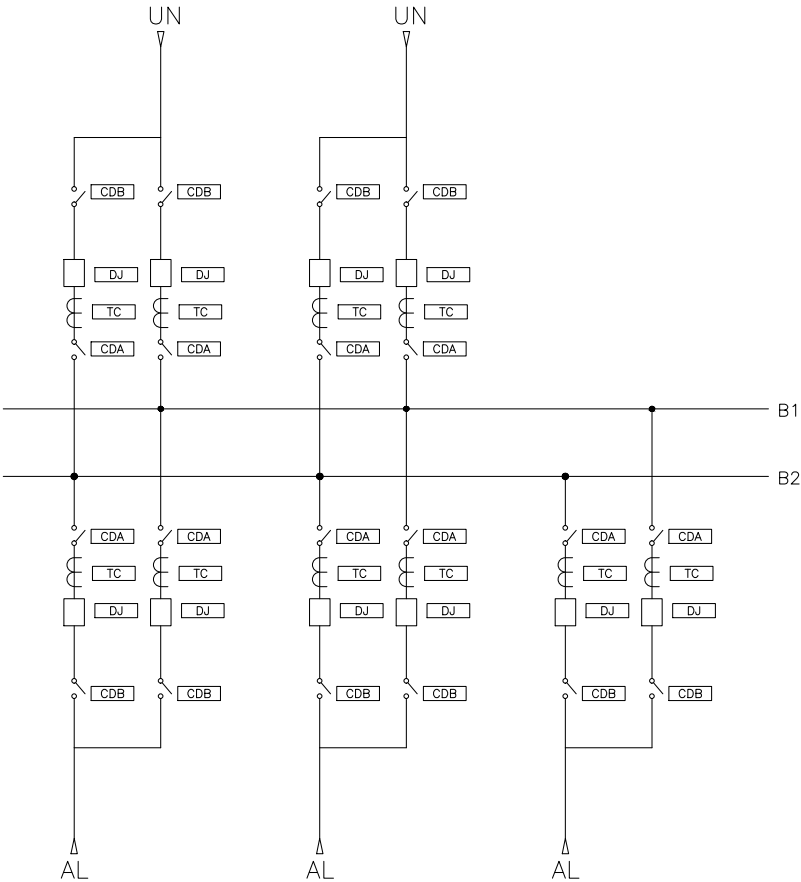 UN UN
CDB CDB CDB CDB
DJ DJ DJ DJ
TC TC TC TC
CDA CDA CDA CDA
B1
B2
CDA CDA CDA CDA CDA CDA
TC TC TC TC TC TC
DJ DJ DJ DJ DJ DJ
CDB CDB CDB CDB CDB CDB
AL AL AL